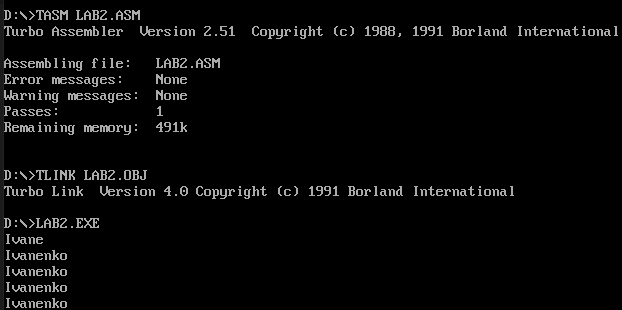 D:\>TASM LAB2.ASM
Turbo Assembler  Version 2.51  Copyright (c) 1988, 1991 Borland International
Assembling file:   LAB2.ASM
Error messages:    None
Warning messages:  None
Passes:            1
Remaining memory:  491k
D:\>TLINK LAB2.OBJ
Turbo Link  Version 4.0 Copyright (c) 1991 Borland International
D:\>LAB2.EXE
Ivane
Ivanenko
Ivanenko
Ivanenko
Ivanenko